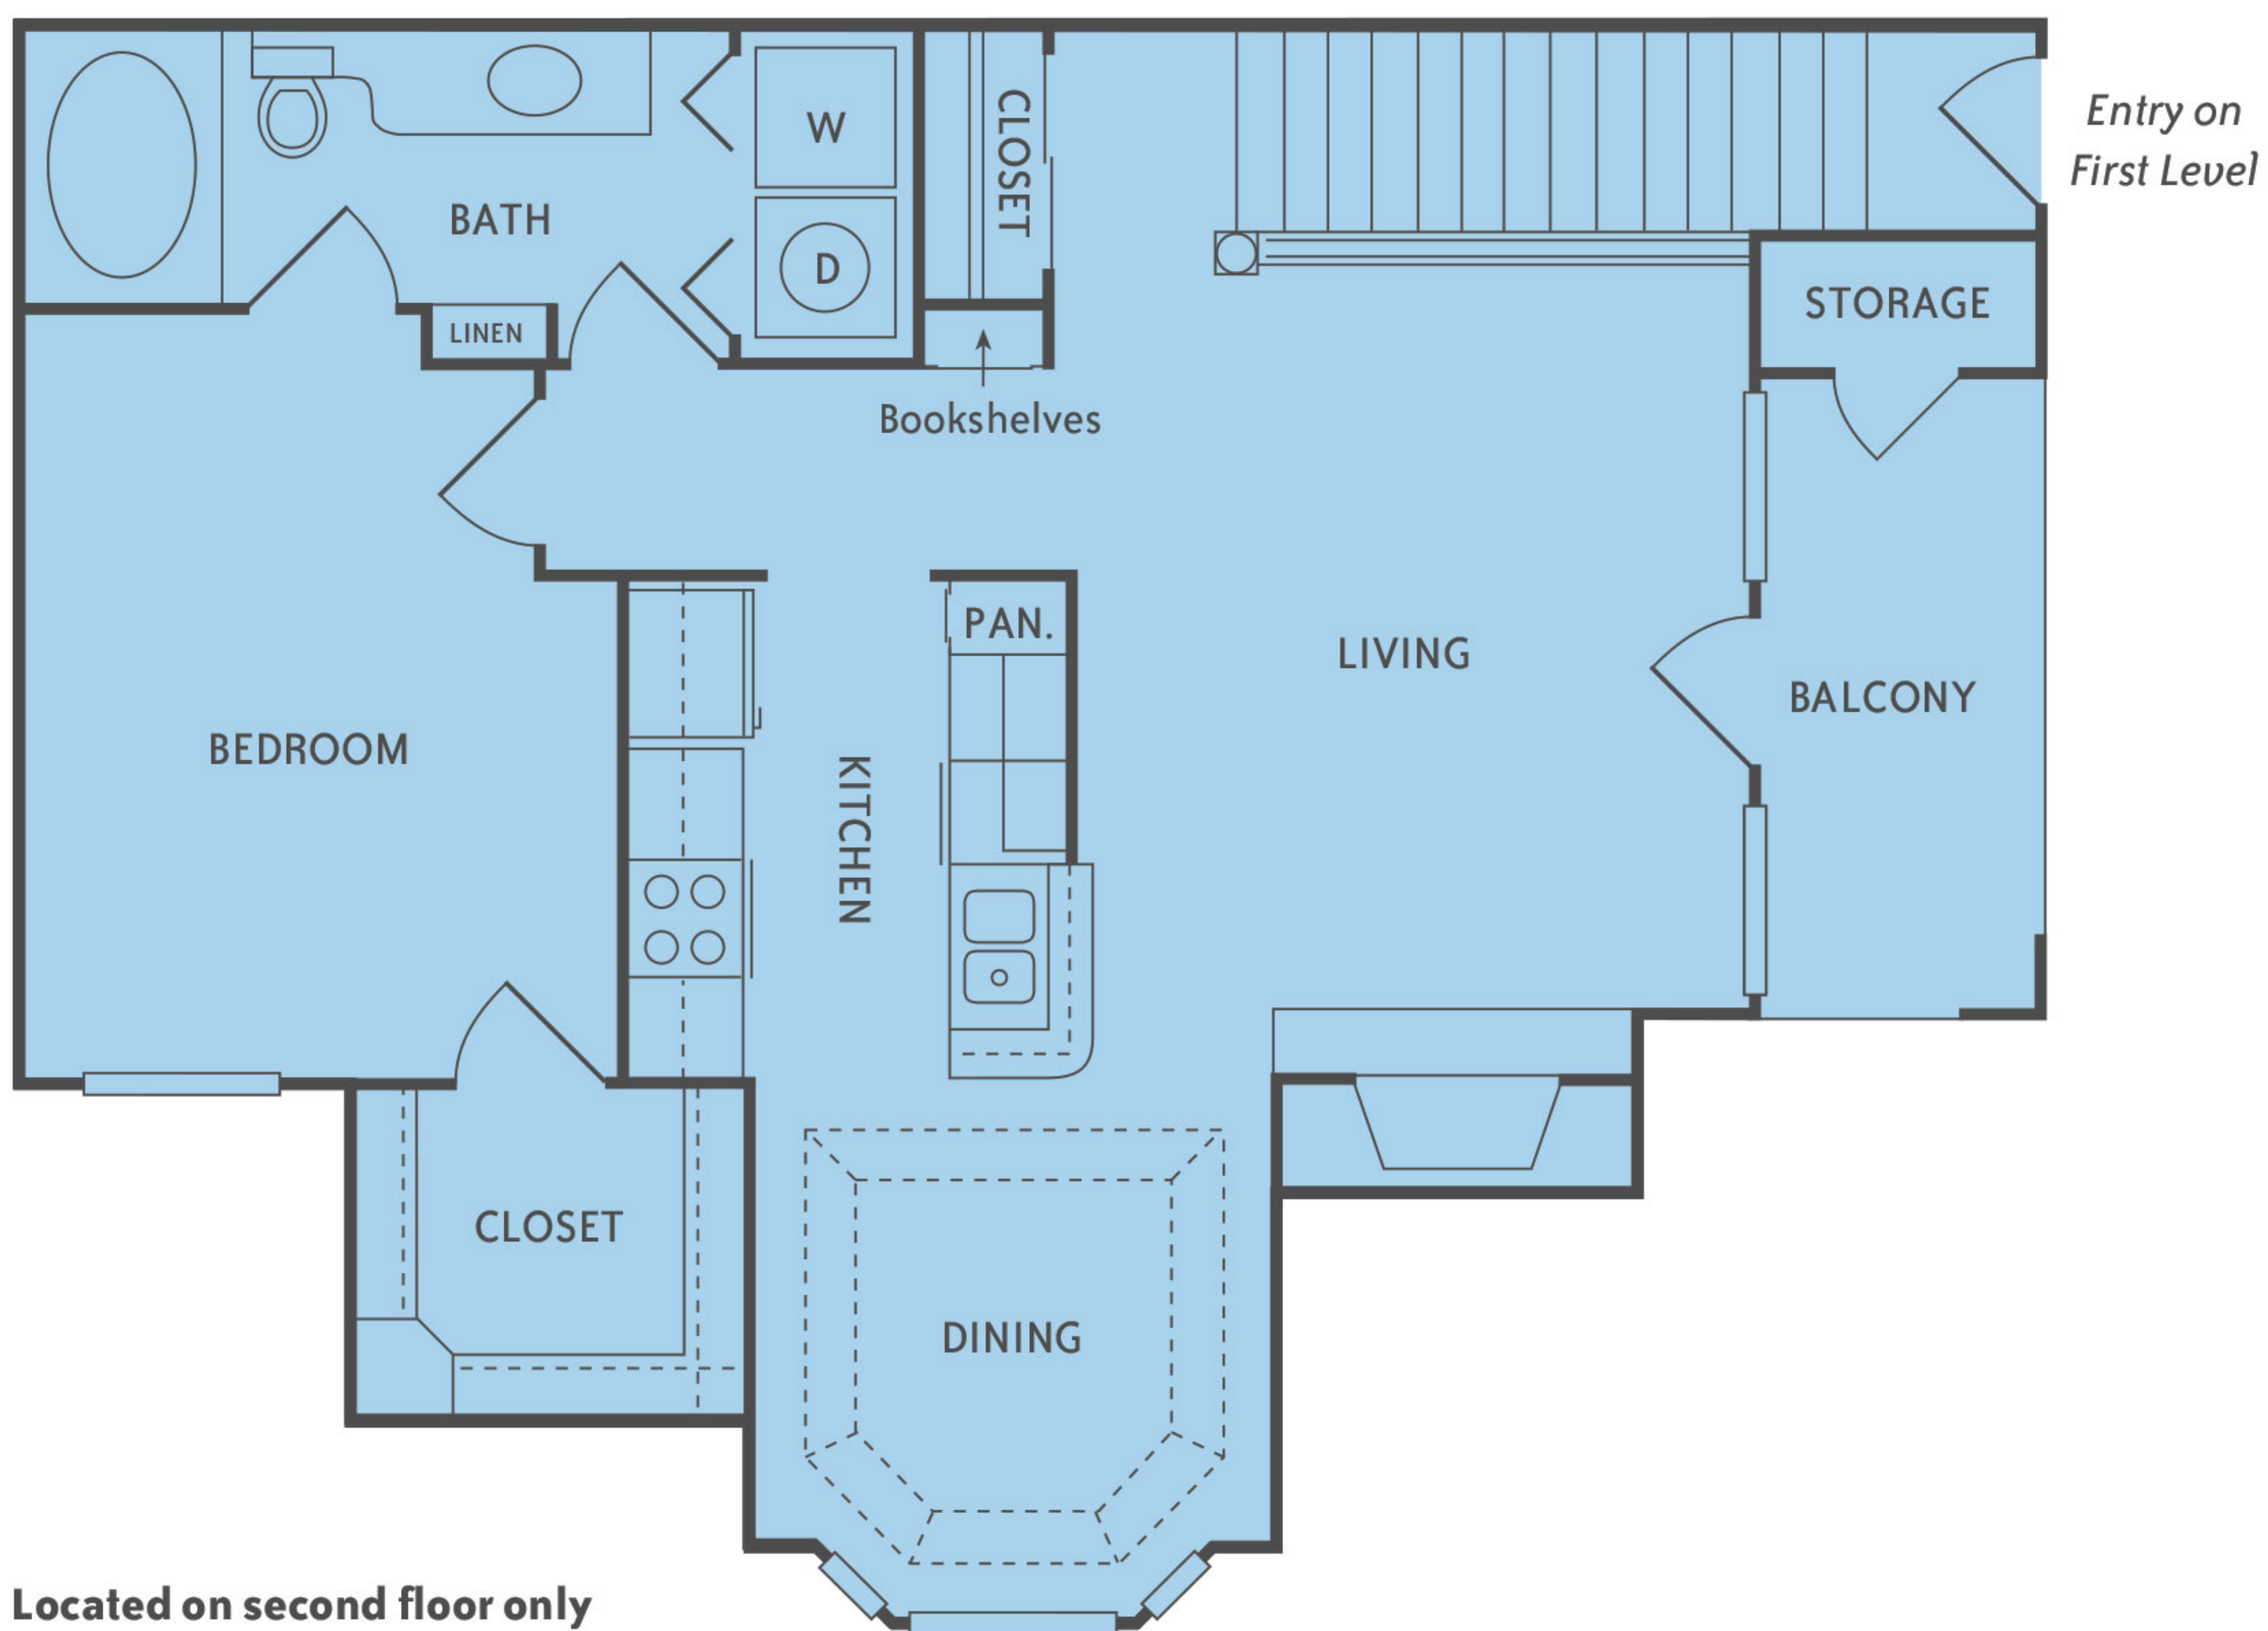 W
CLOSET
Entry on
First Level
BATH
D
STORAGE
LINEN
Bookshelves
PAN.
LIVING
BALCONY
BEDROOM
KITCHEN
CLOSET
DINING
Located on second floor only